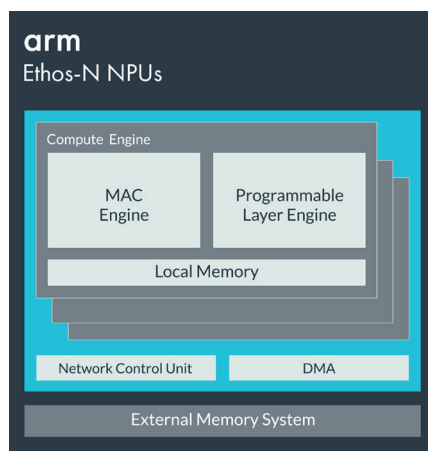 arm
Ethos-N NPUs
Compute Engine
MAC
Engine
Programmable
Layer Engine
Local Memory
Network Control Unit
DMA
External Memory System